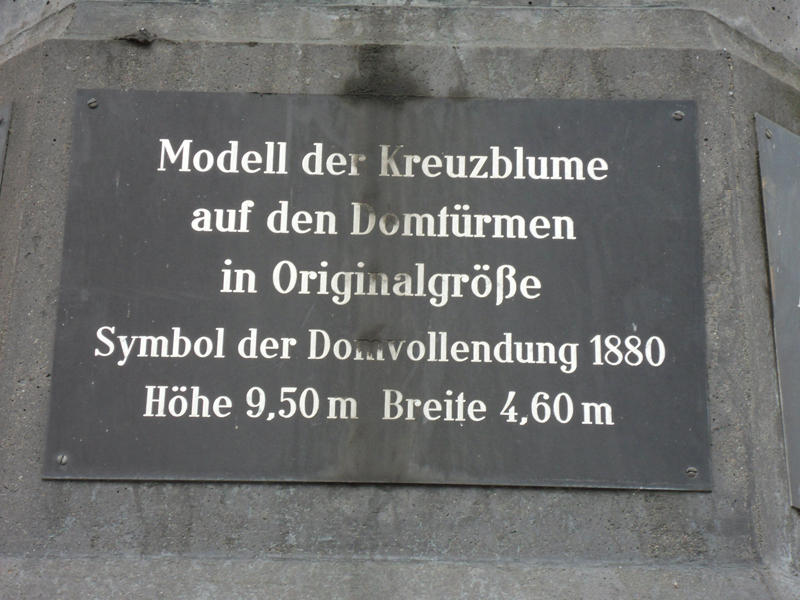 Modell der Kreuzblume
auf den Domtürmen
in Originalgröße
Symbol der Domvollendung 1880
Höhe 9,50 m Breite 4,60 m